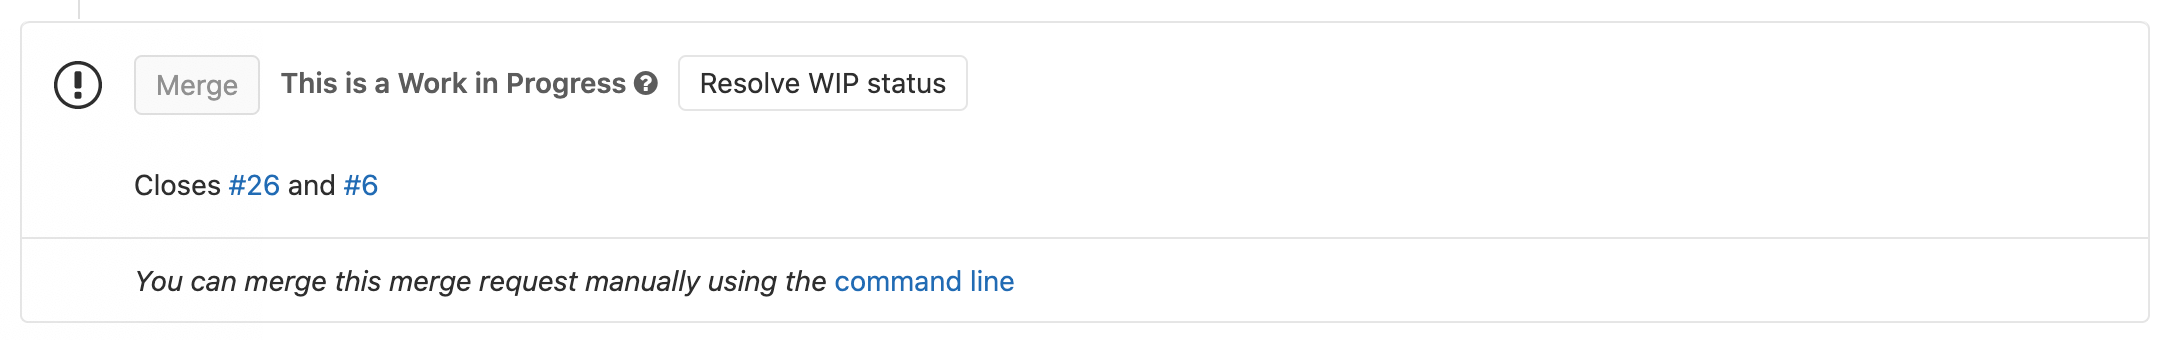 Merge This is a Work in Progress Resolve WIP status
Closes #26 and #6
You can merge this merge request manually using the command line